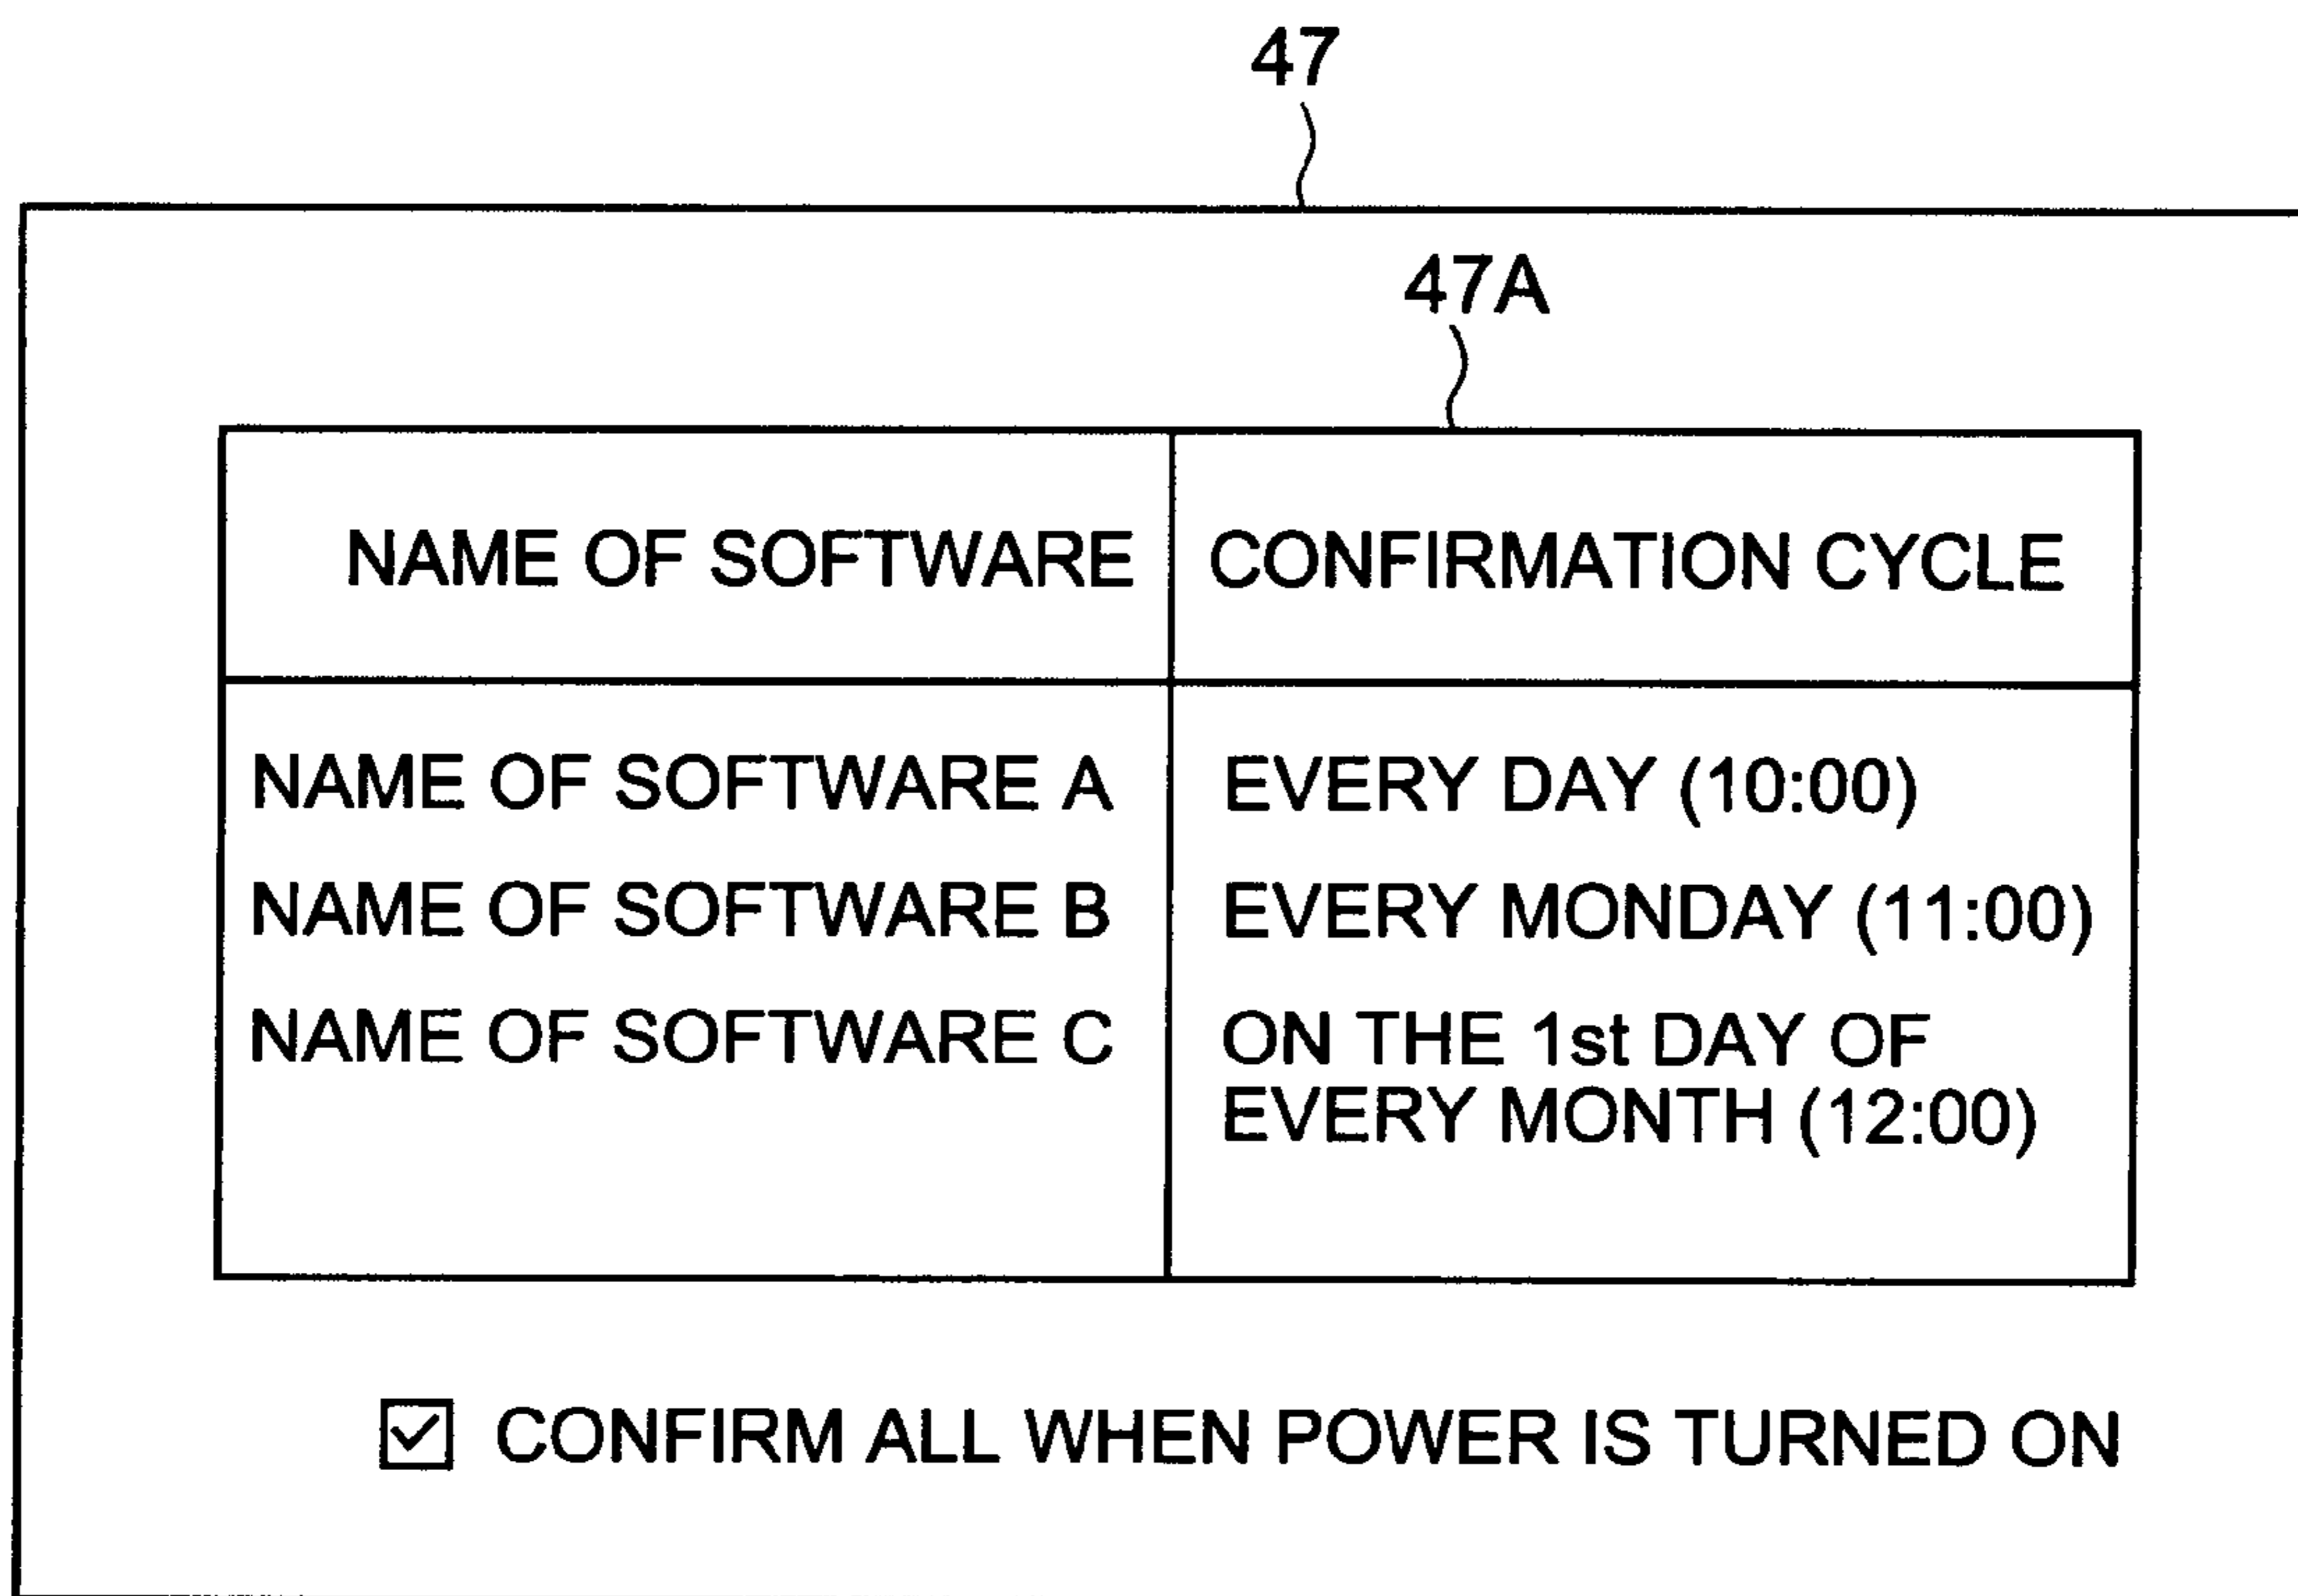 47
47A
NAME OF SOFTWARE CONFIRMATION CYCLE
NAME OF SOFTWARE A EVERY DAY (10:00)
NAME OF SOFTWARE B EVERY MONDAY (11:00)
NAME OF SOFTWARE C ON THE 1st DAY OF
EVERY MONTH (12:00)
CONFIRM ALL WHEN POWER IS TURNED ON